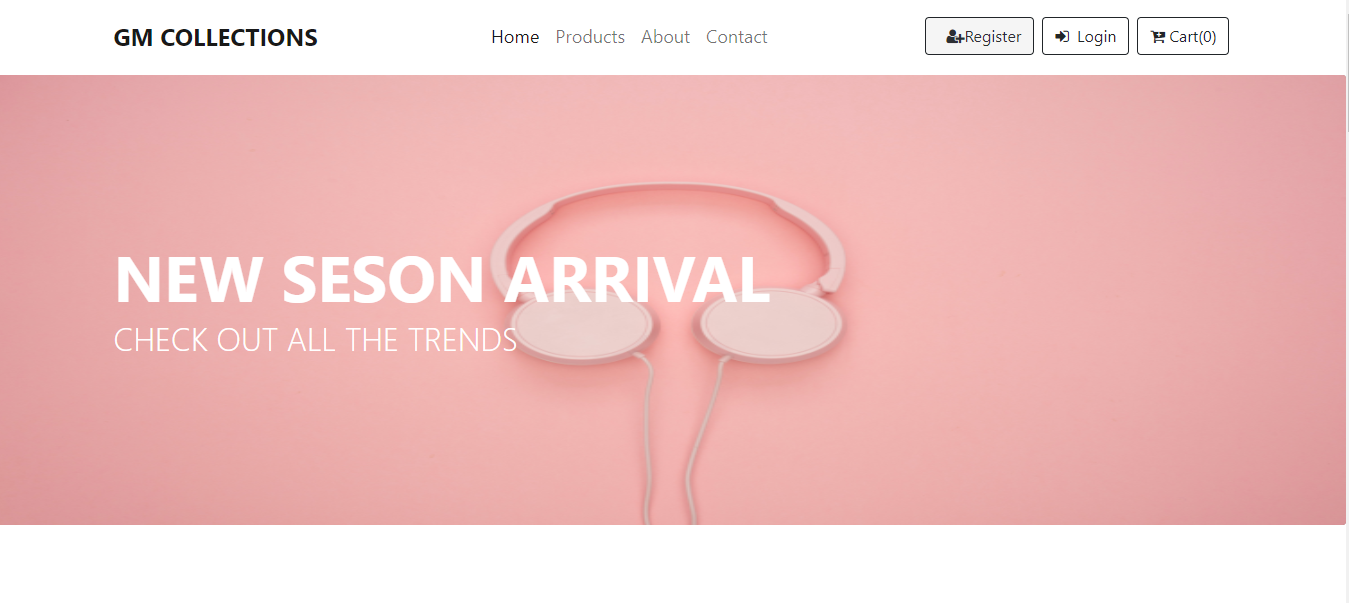 GM COLLECTIONS
Home Products About Contact
Register Login Cart(0)
NEW SESON ARRIVAL
CHECK OUT ALL THE TRENDS